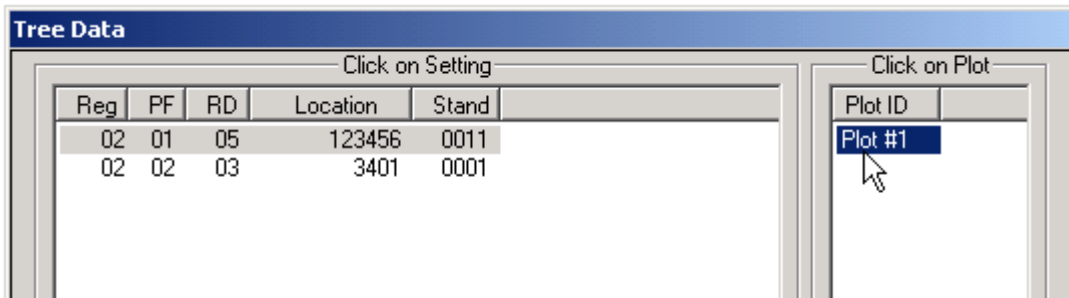 Tree Data
Click on Setting Click on Plot
Reg PF RD Location Stand Plot ID
02 01 05 123456 0011 Plot #1
02 02 03 3401 0001